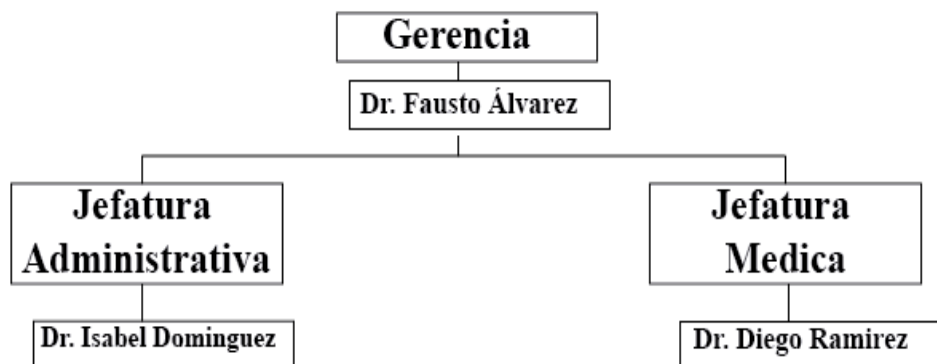 Gerencia
Dr. Fausto Álvarez
Jefatura
Administrativa
Dr. Isabel Dominguez
Jefatura
Medica
Dr. Diego Ramirez